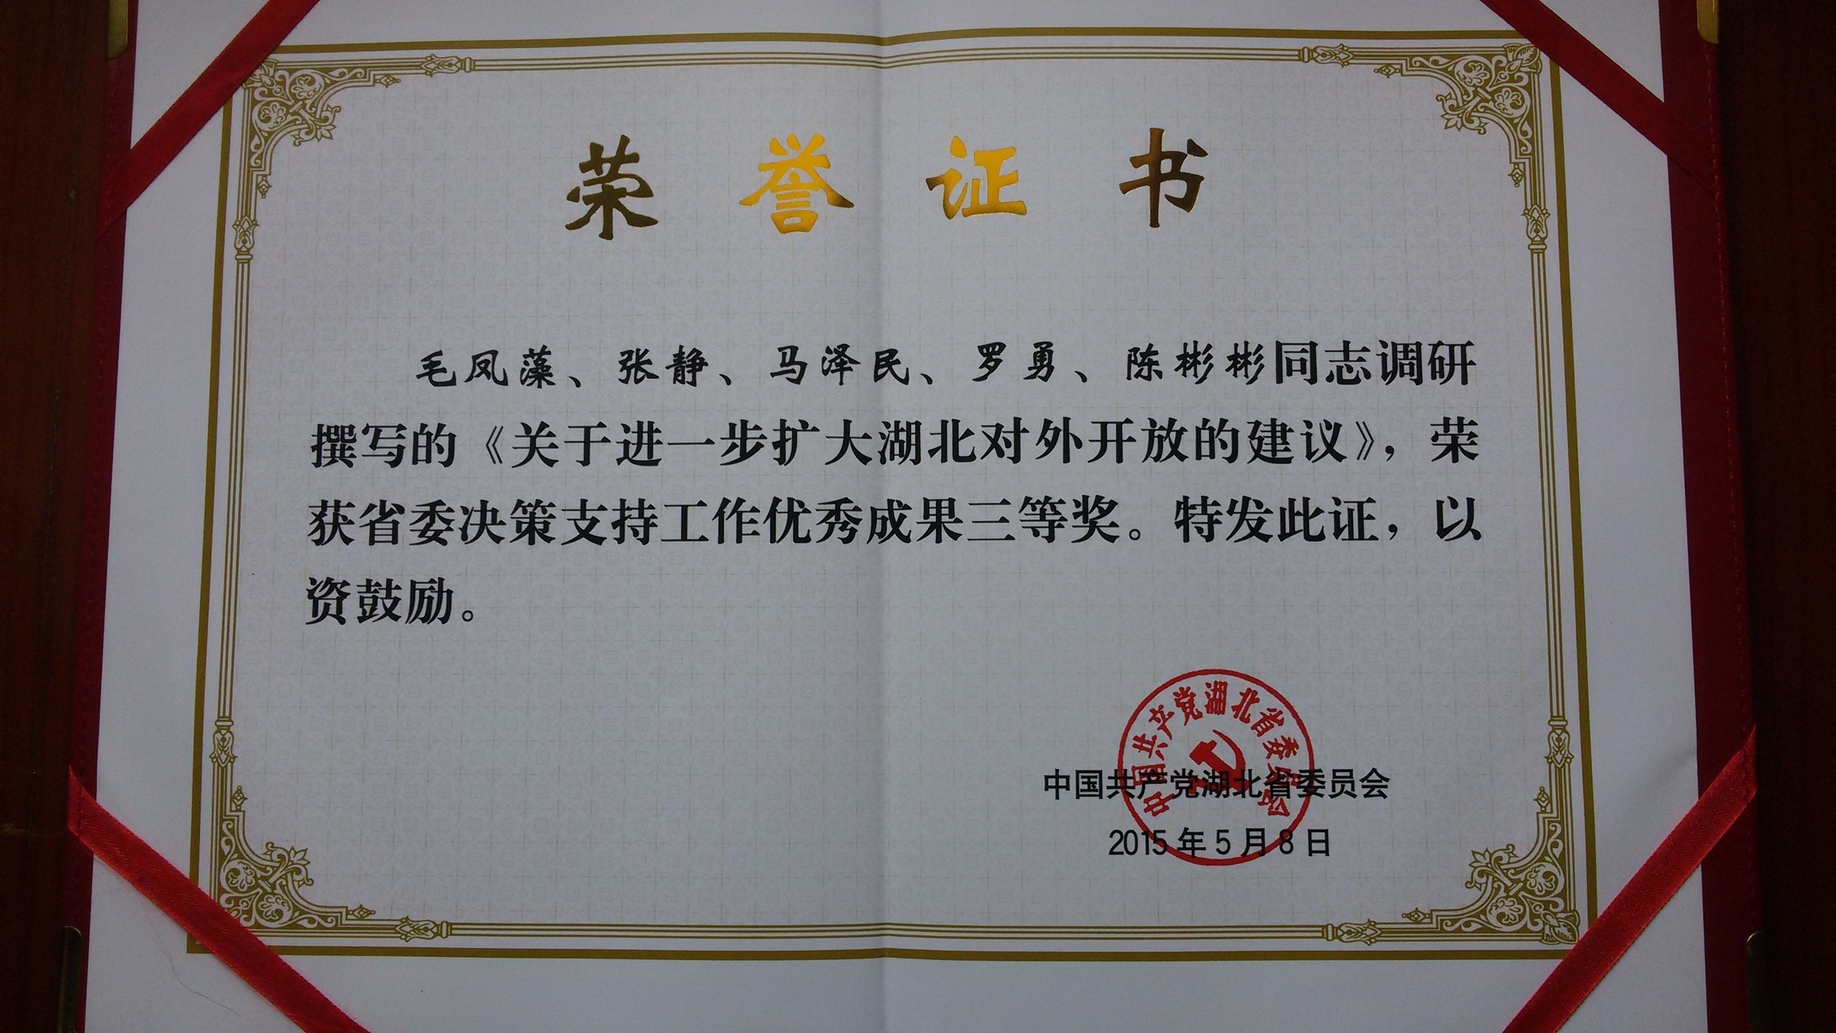 荣誉证书
毛凤藻、张静、马泽民、罗勇、陈彬彬同志调研
撰写的《关于进一步扩大湖北对外开放的建议》，荣
获省委决策支持工作优秀成果三等奖。特发此证，以
资鼓励。
中国共产党湖北省委员会
中国共产党湖北省委员会
2015年5月8日